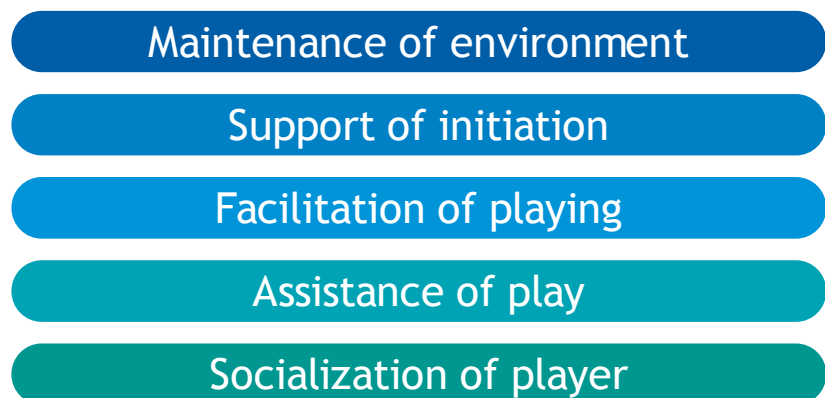 Maintenance of environment
Support of initiation
Facilitation of playing
Assistance of play
Socialization of player